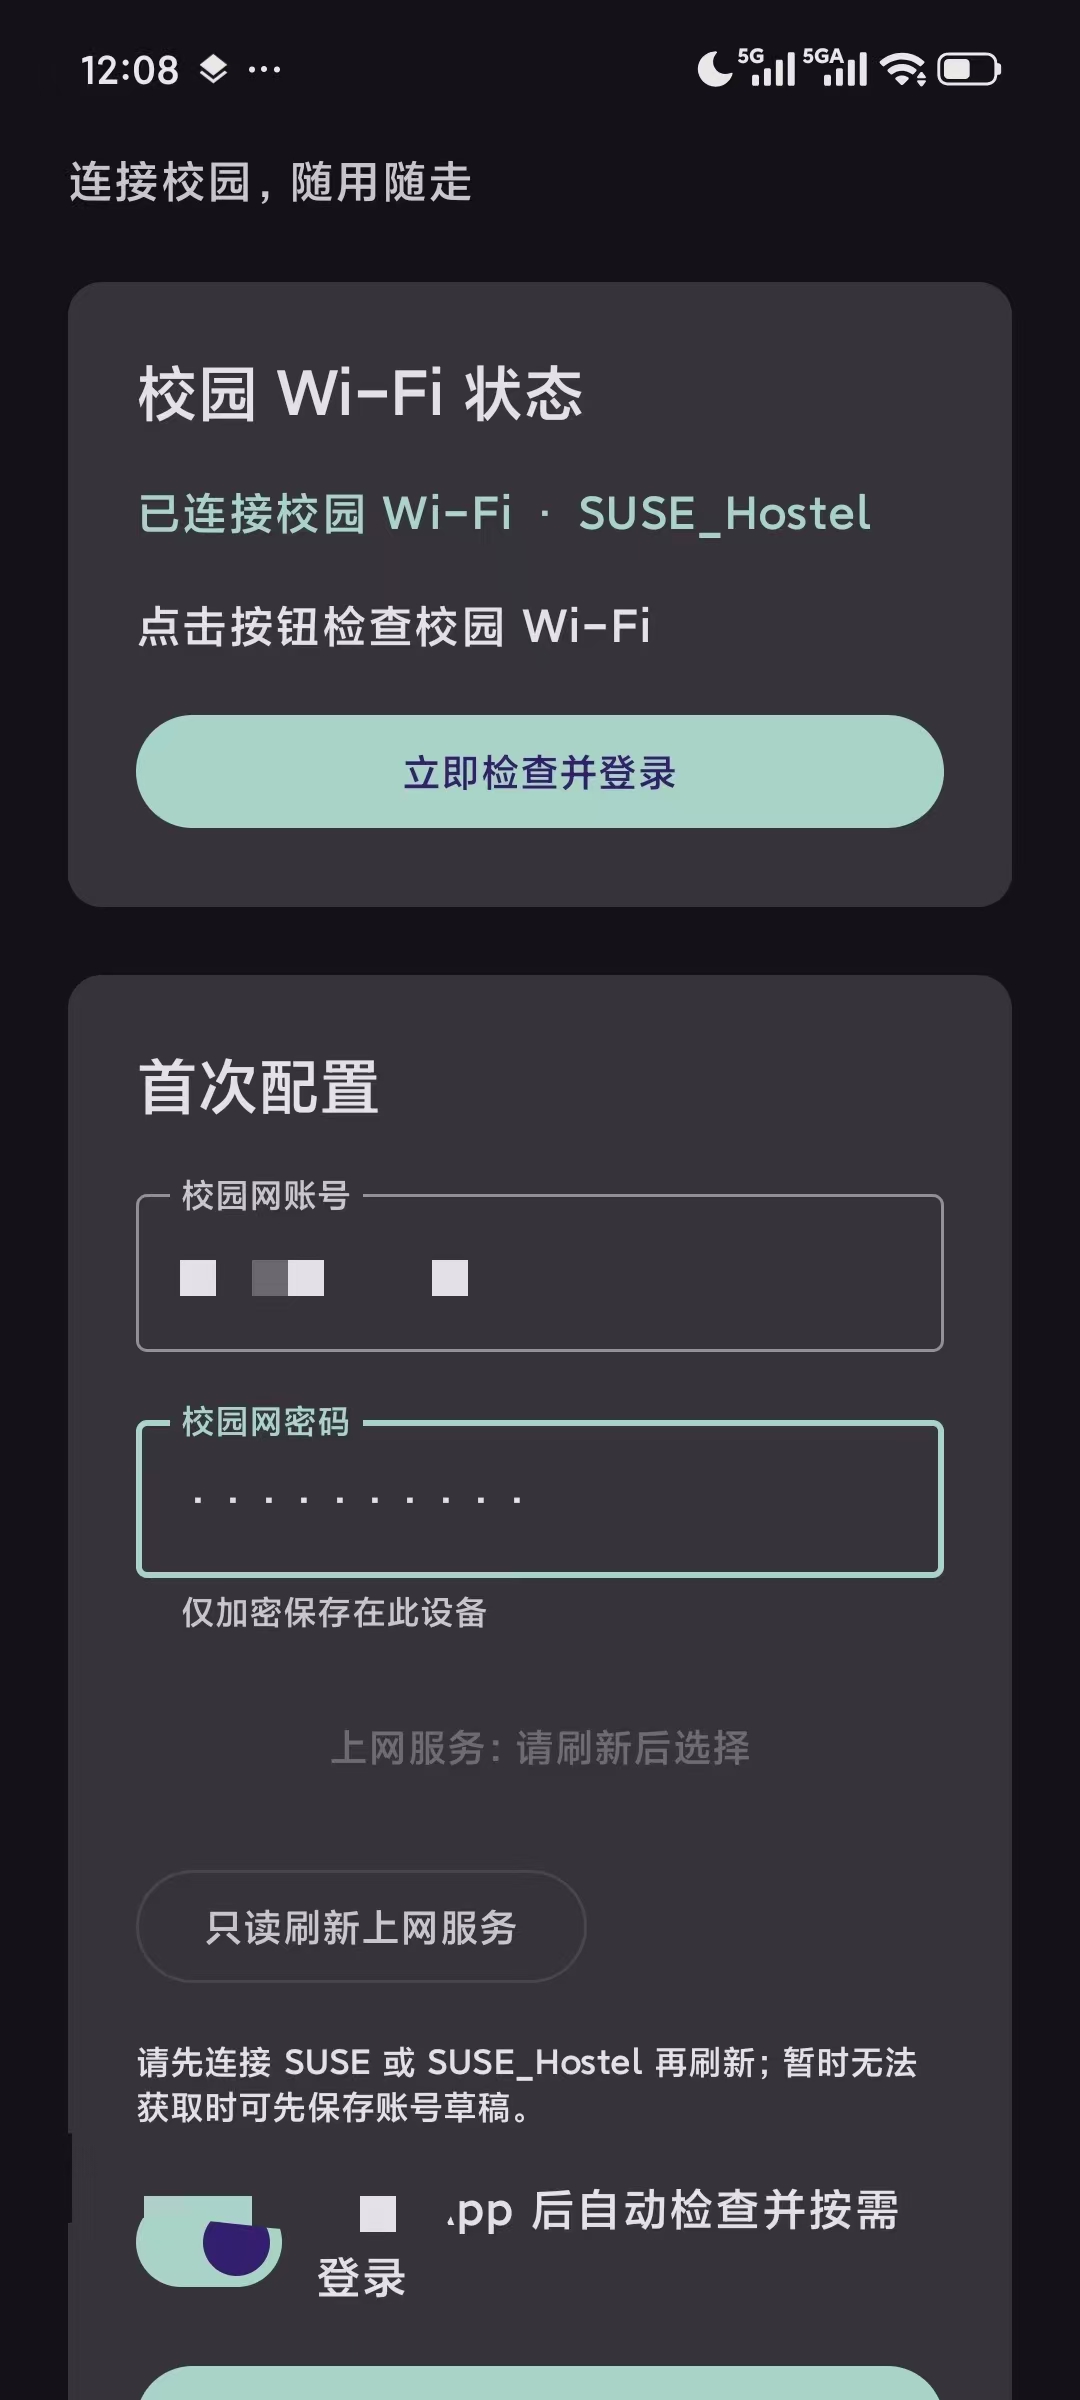 12:08
5G 5GA
连接校园，随用随走
校园 Wi-Fi 状态
已连接校园 Wi-Fi · SUSE_Hostel
点击按钮检查校园 Wi-Fi
立即检查并登录
首次配置
校园网账号
校园网密码
仅加密保存在此设备
上网服务：请刷新后选择
只读刷新上网服务
请先连接 SUSE 或 SUSE_Hostel 再刷新；暂时无法
获取时可先保存账号草稿。
pp 后自动检查并按需
登录